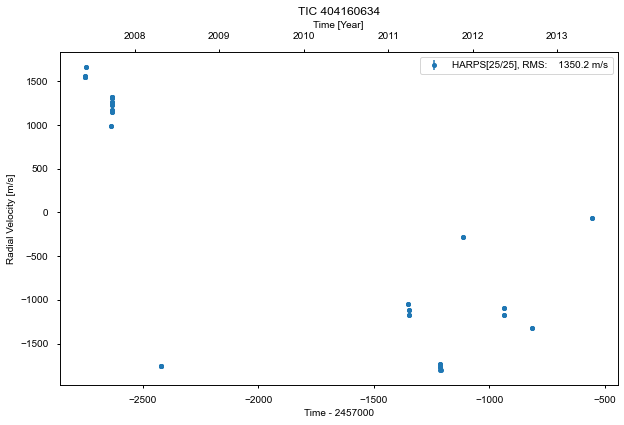 TIC 404160634
Time [Year]
2008 2009 2010 2011 2012 2013
HARPS[25/25], RMS: 1350.2 m/s
Radial Velocity [m/s]
1500
1000
500
0
−500
−1000
−1500
−2500 −2000 −1500 −1000 −500
Time - 2457000